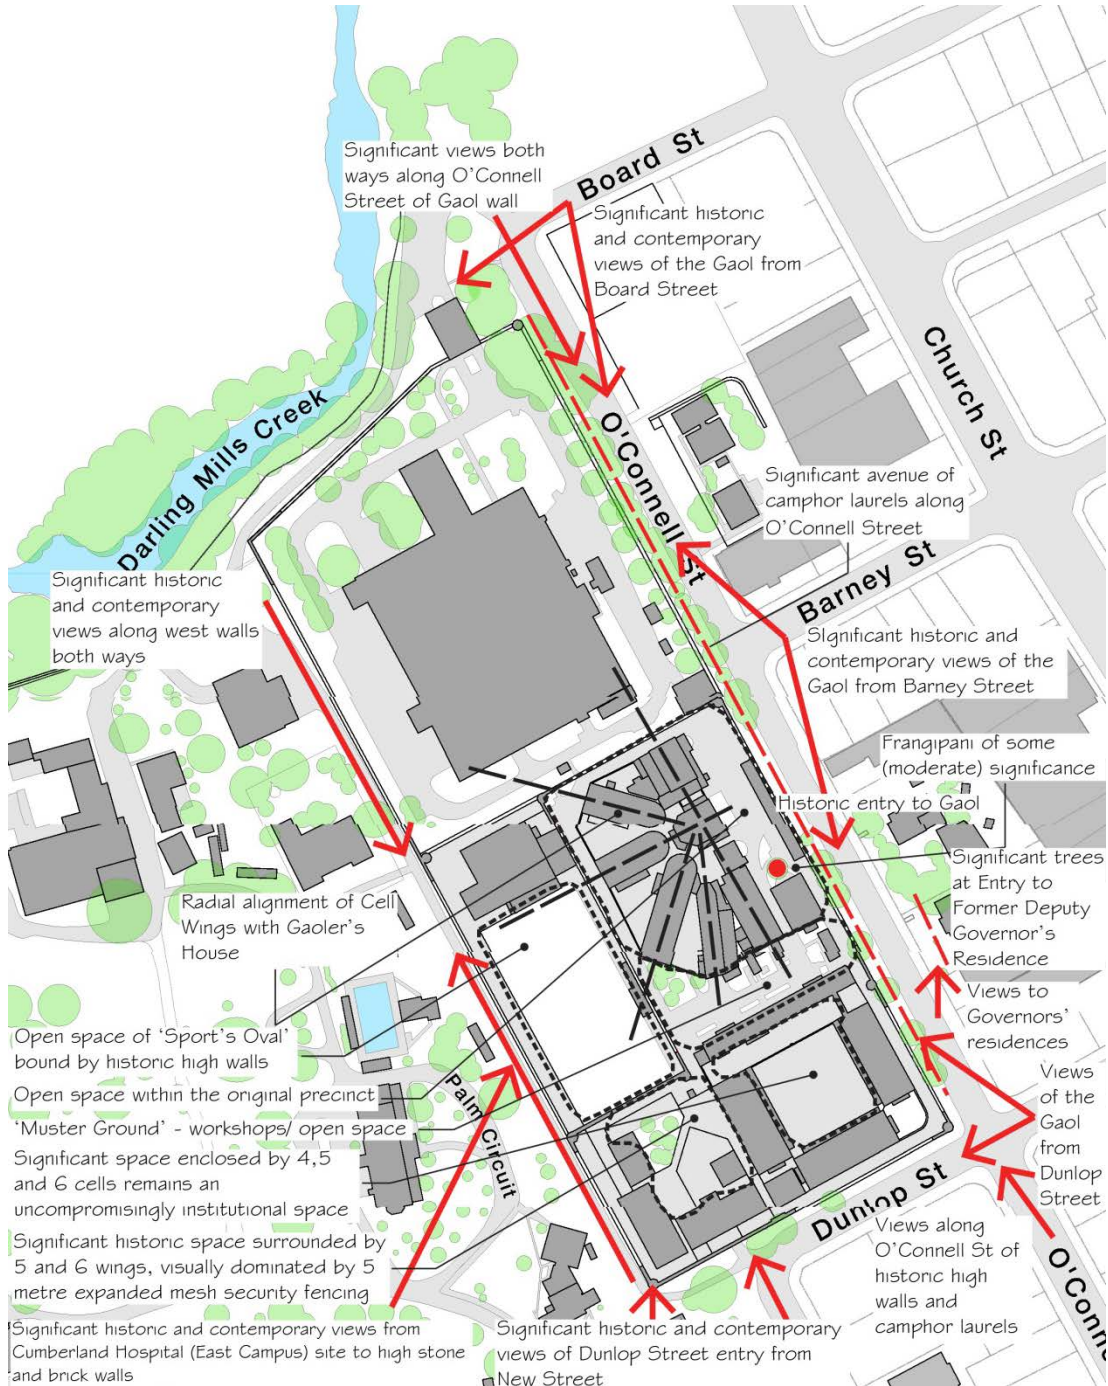 Significant views both
ways along O'Connell
Street of Gaol wall
Board St
Significant historic
and contemporary
views of the Gaol from
Board Street
Church St
Darling Mills Creek
O'Connell St
Significant avenue of
camphor laurels along
O'Connell Street
Barney St
Significant historic
and contemporary
views along west walls
both ways
SIgnificant historic and
contemporary views of the
Gaol from Barney Street
Frangipani of some
(moderate) significance
Historic entry to Gaol
Significant trees
at Entry to
Former Deputy
Governor's
Residence
Radial alignment of Cell
Wings with Gaoler's
House
Views to
Governors'
residences
Open space of 'Sport's Oval'
bound by historic high walls
Open space within the original precinct
'Muster Ground' - workshops/ open space
Palm Circuit
Views
of the
Gaol
from
Dunlop
Street
Significant space enclosed by 4,5
and 6 cells remains an
uncompromisingly institutional space
Dunlop St
Significant historic space surrounded by
5 and 6 wings, visually dominated by 5
metre expanded mesh security fencing
Views along
O'Connell St of
historic high
walls and
camphor laurels
O'Conne
Significant historic and contemporary views from
Cumberland Hospital (East Campus) site to high stone
and brick walls
Significant historic and contemporary
views of Dunlop Street entry from
New Street